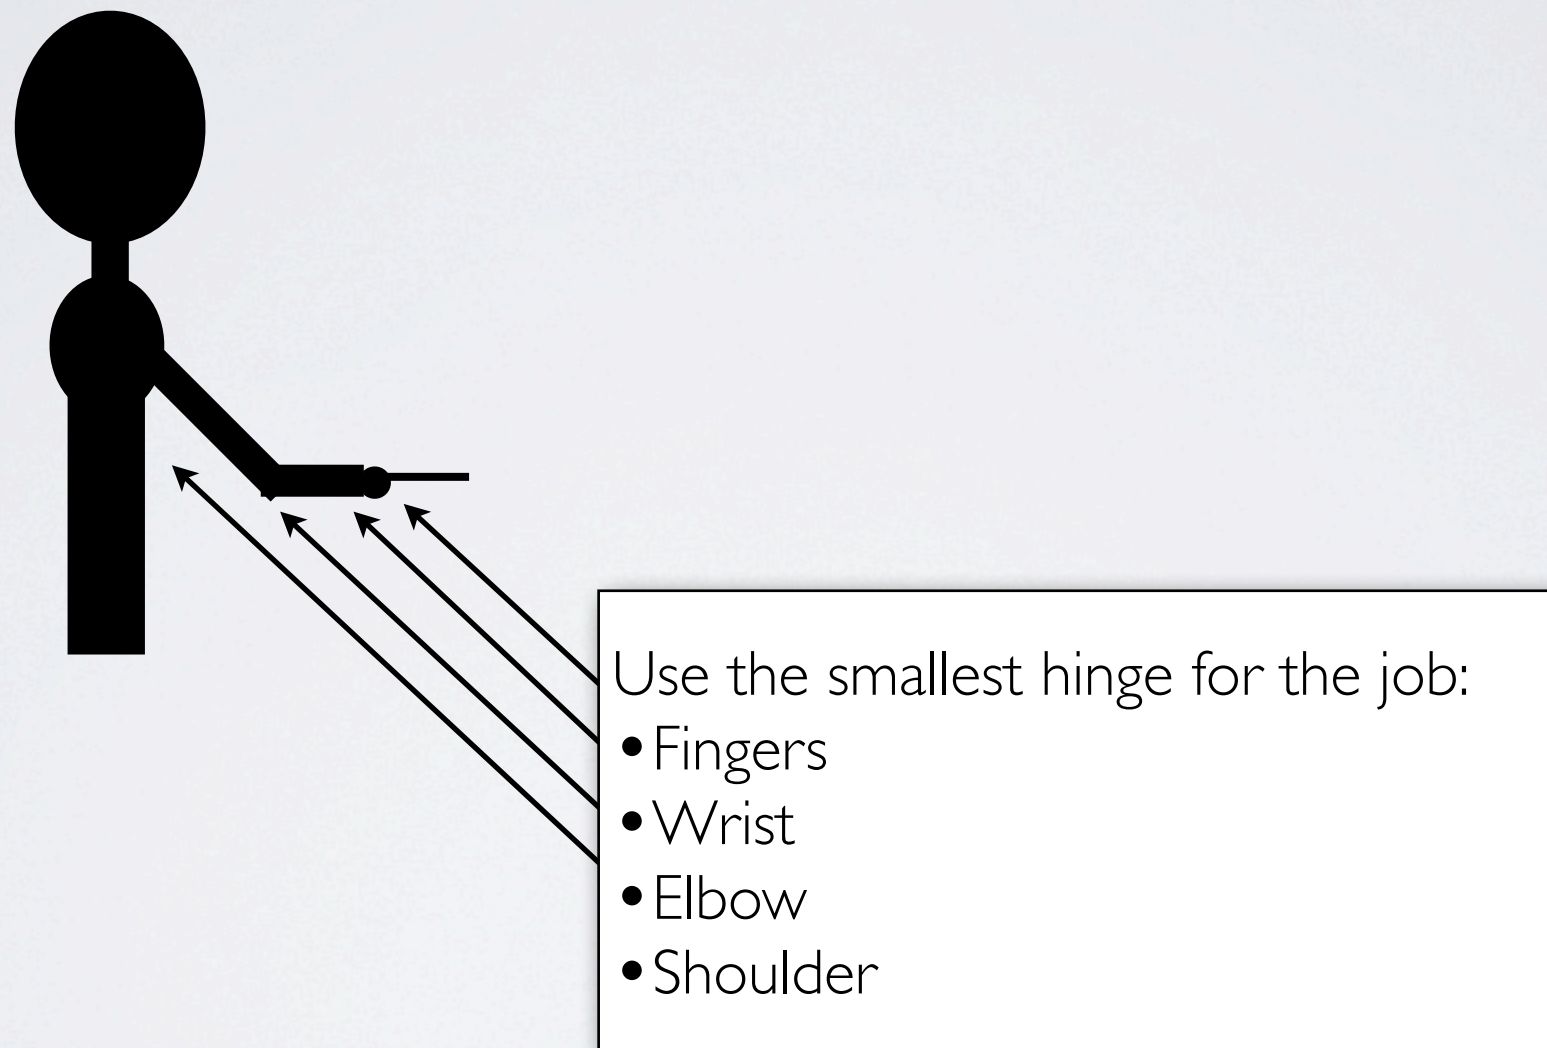 Use the smallest hinge for the job:
•Fingers
•Wrist
•Elbow
•Shoulder